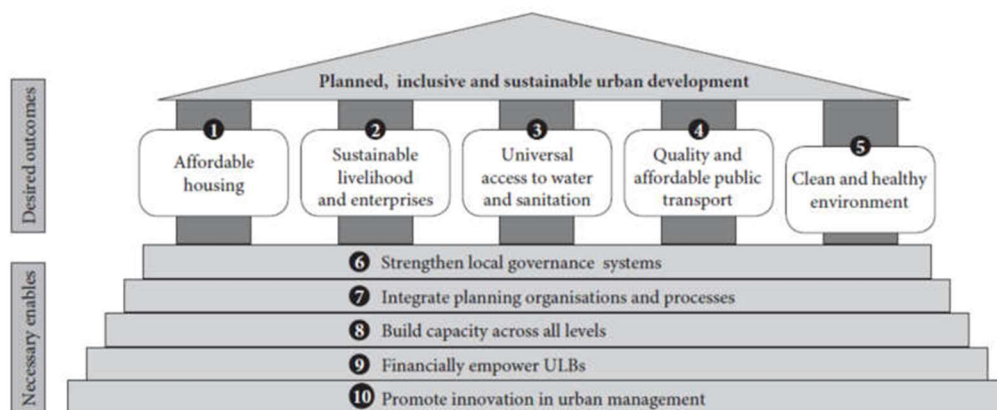 Planned, inclusive and sustainable urban development
Desired outcomes
1
Affordable
housing
2
Sustainable
livelihood
and enterprises
3
Universal
access to water
and sanitation
4
Quality and
affordable public
transport
5
Clean and healthy
environment
Necessary enables
6 Strengthen local governance systems
7 Integrate planning organisations and processes
8 Build capacity across all levels
9 Financially empower ULBs
10 Promote innovation in urban management